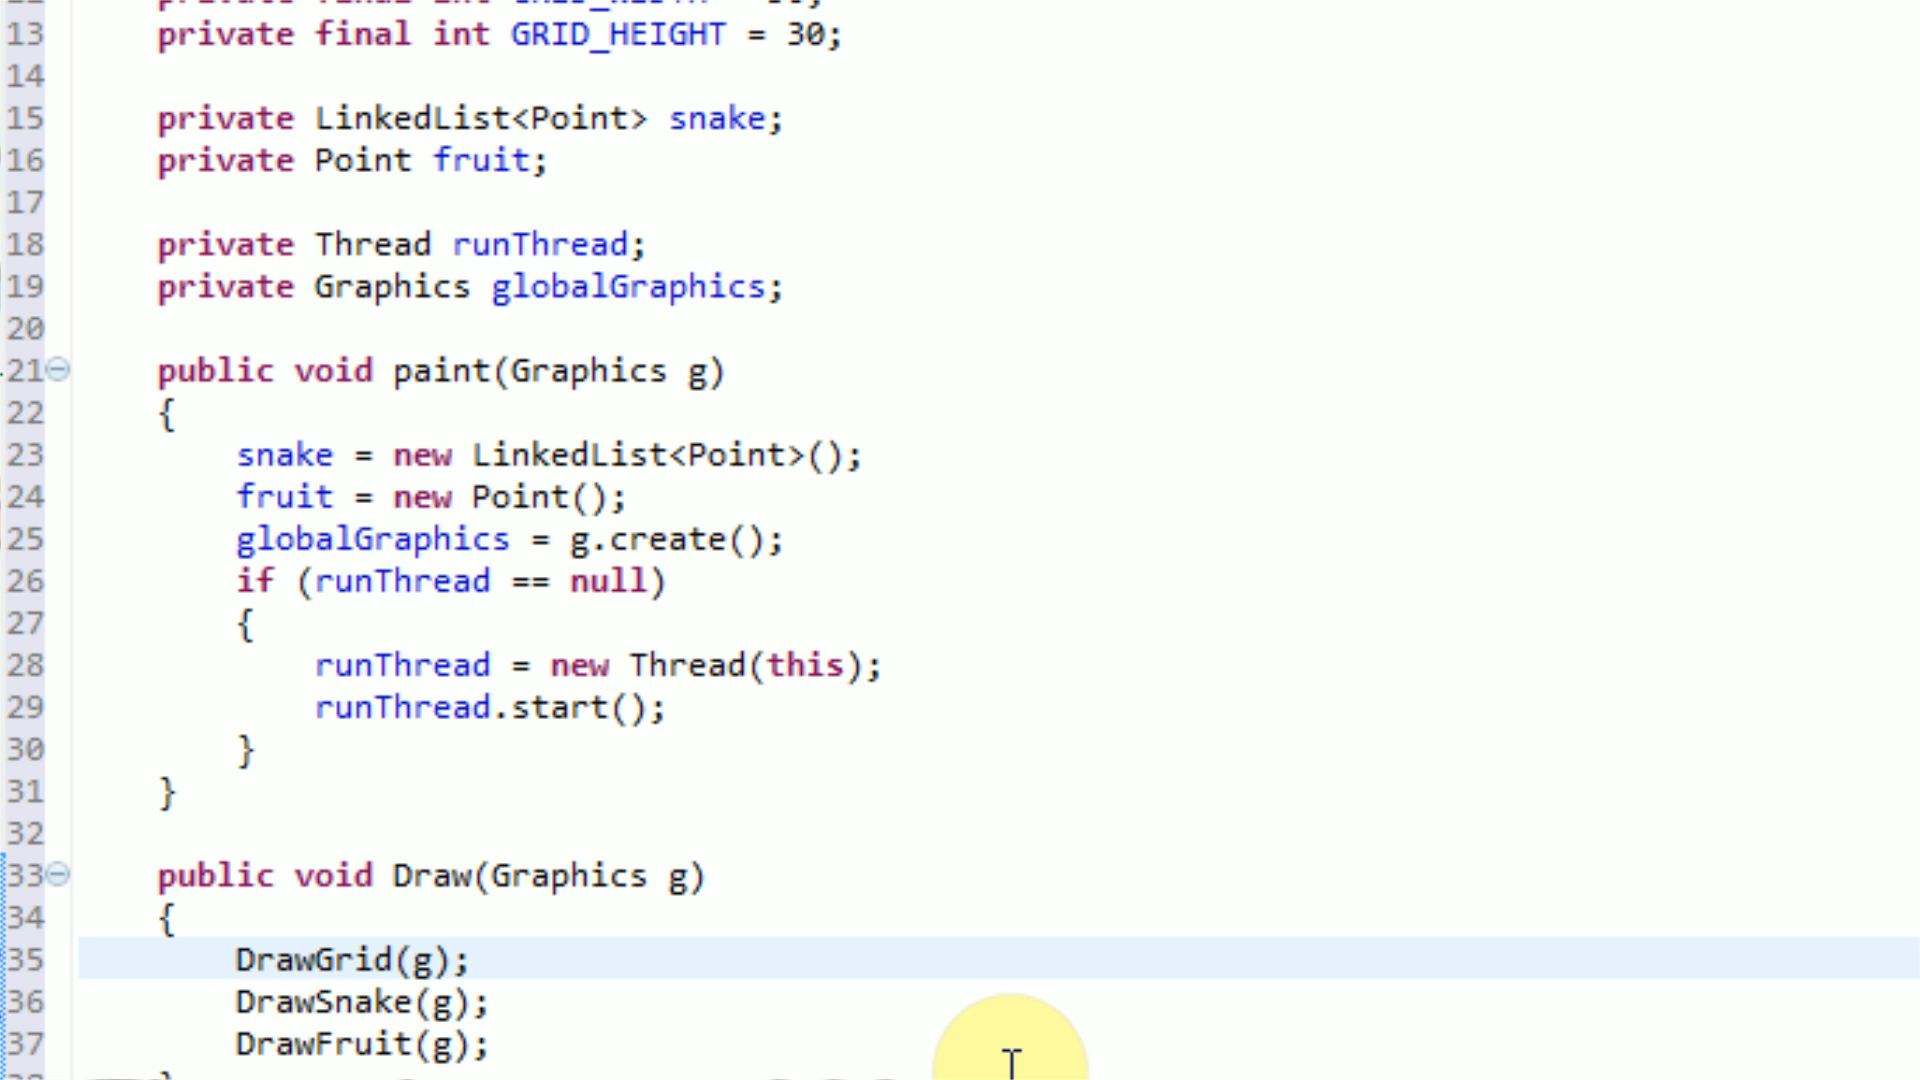 13 private final int GRID_HEIGHT = 30;
14
15 private LinkedList<Point> snake;
16 private Point fruit;
17
18 private Thread runThread;
19 private Graphics globalGraphics;
20
21 public void paint(Graphics g)
22 {
23 snake = new LinkedList<Point>();
24 fruit = new Point();
25 globalGraphics = g.create();
26 if (runThread == null)
27 {
28 runThread = new Thread(this);
29 runThread.start();
30 }
31 }
32
33 public void Draw(Graphics g)
34 {
35 DrawGrid(g);
36 DrawSnake(g);
37 DrawFruit(g);